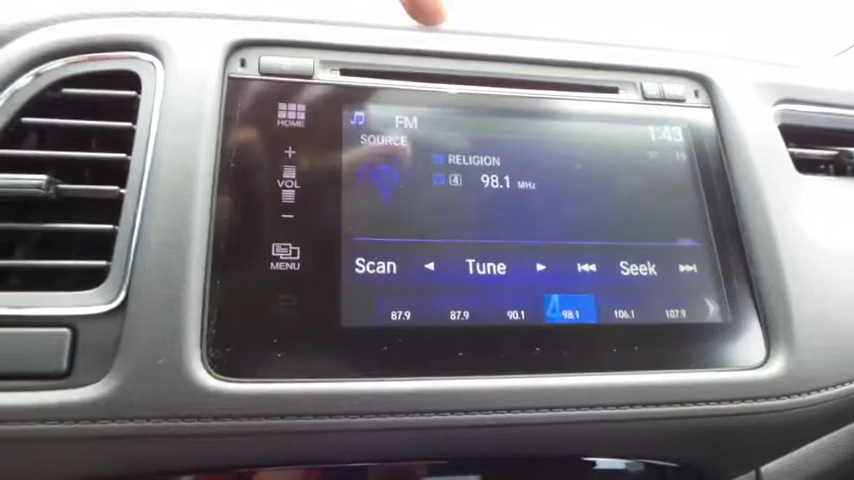 HOME
FM
SOURCE
1:43
RELIGION
+
VOL
-
4 98.1 MHz
MENU
Scan Tune Seek
87.9 87.9 90.1 4 98.1 106.1 107.9